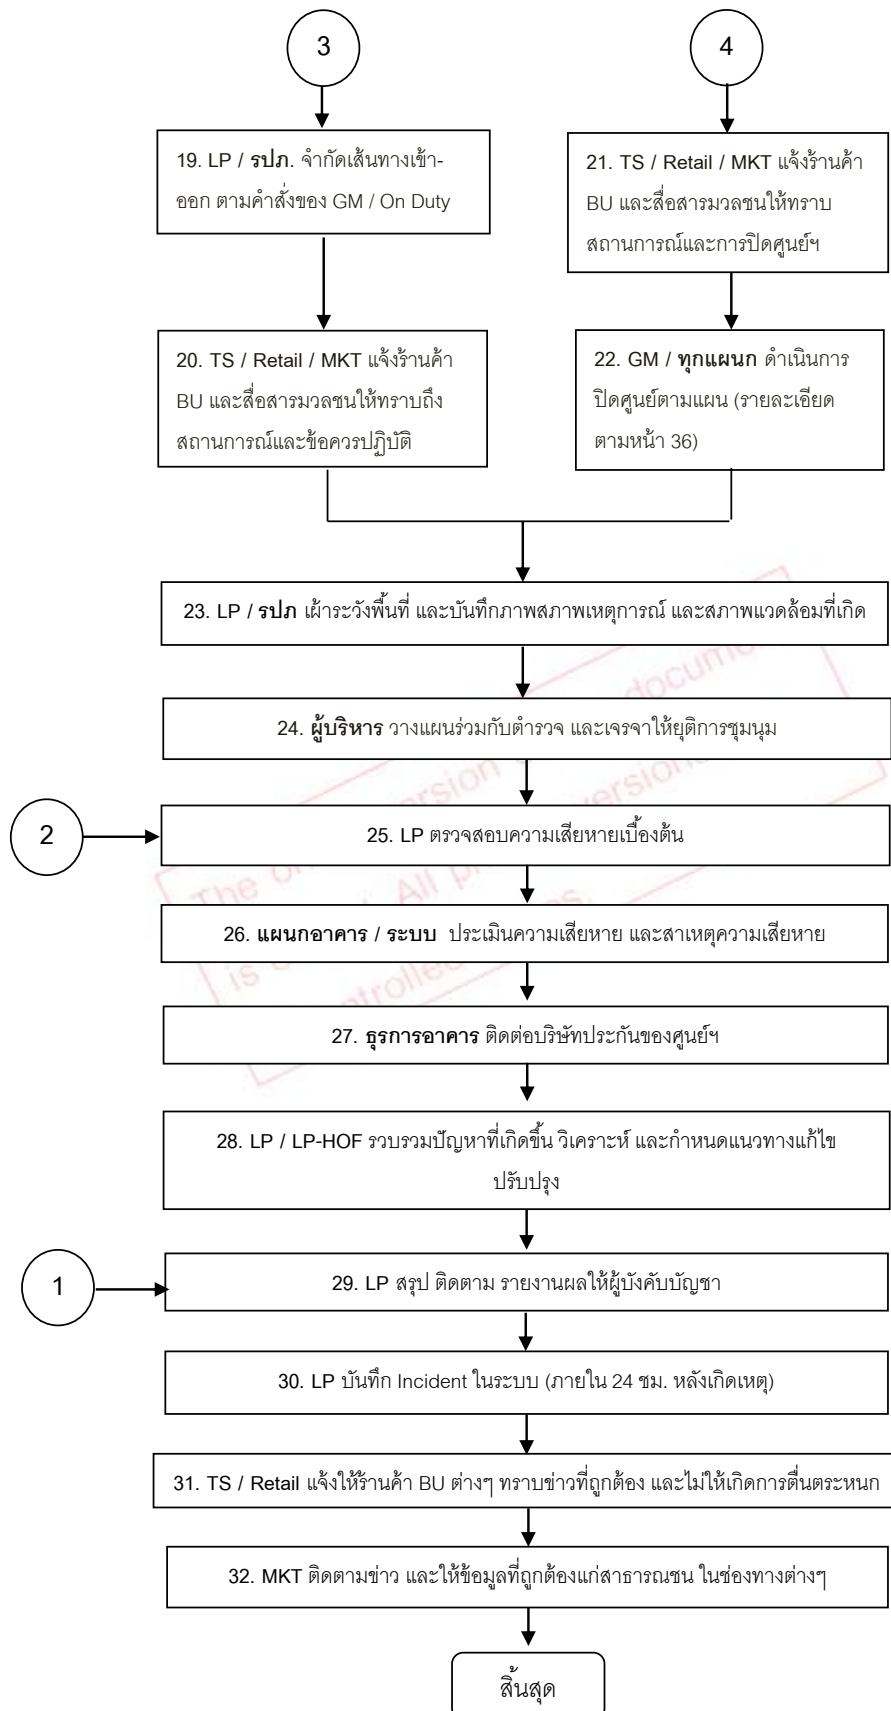 3
4
19. LP / รปภ. จำกัดเส้นทางเข้า-
ออก ตามคำสั่งของ GM / On Duty
21. TS / Retail / MKT แจ้งร้านค้า
BU และสื่อสารมวลชนให้ทราบ
สถานการณ์และการปิดศูนย์ฯ
20. TS / Retail / MKT แจ้งร้านค้า
BU และสื่อสารมวลชนให้ทราบถึง
สถานการณ์และข้อควรปฏิบัติ
22. GM / ทุกแผนก ดำเนินการ
ปิดศูนย์ตามแผน (รายละเอียด
ตามหน้า 36)
23. LP / รปภ เฝ้าระวังพื้นที่ และบันทึกภาพสภาพเหตุการณ์ และสภาพแวดล้อมที่เกิด
24. ผู้บริหาร วางแผนร่วมกับตำรวจ และเจรจาให้ยุติการชุมนุม
2
25. LP ตรวจสอบความเสียหายเบื้องต้น
26. แผนกอาคาร / ระบบ ประเมินความเสียหาย และสาเหตุความเสียหาย
27. ธุรการอาคาร ติดต่อบริษัทประกันของศูนย์ฯ
28. LP / LP-HOF รวบรวมปัญหาที่เกิดขึ้น วิเคราะห์ และกำหนดแนวทางแก้ไข
ปรับปรุง
1
29. LP สรุป ติดตาม รายงานผลให้ผู้บังคับบัญชา
30. LP บันทึก Incident ในระบบ (ภายใน 24 ชม. หลังเกิดเหตุ)
31. TS / Retail แจ้งให้ร้านค้า BU ต่างๆ ทราบข่าวที่ถูกต้อง และไม่ให้เกิดการตื่นตระหนก
32. MKT ติดตามข่าว และให้ข้อมูลที่ถูกต้องแก่สาธารณชน ในช่องทางต่างๆ
สิ้นสุด